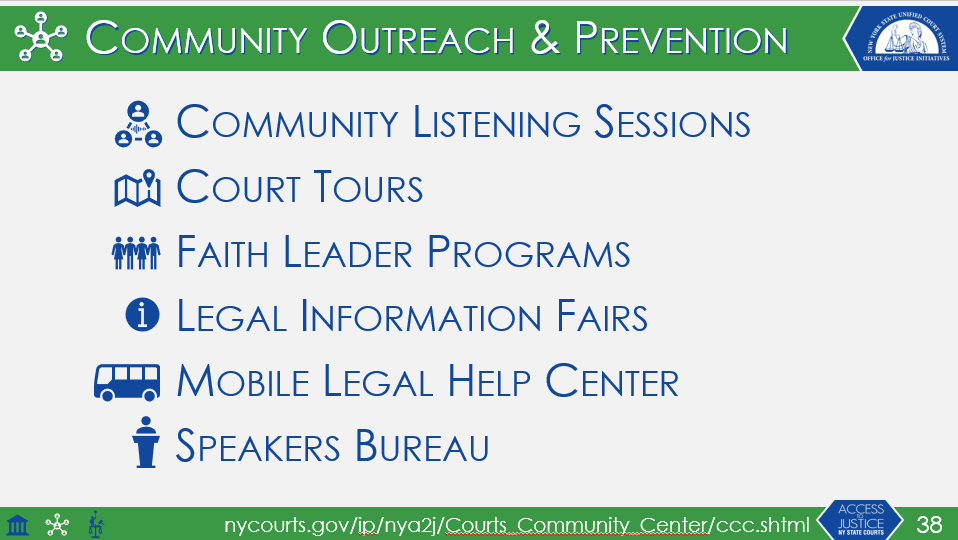 COMMUNITY OUTREACH & PREVENTION
NEW YORK STATE UNIFIED COURT SYSTEM
OFFICE for JUSTICE INITIATIVES
COMMUNITY LISTENING SESSIONS
COURT TOURS
FAITH LEADER PROGRAMS
i
LEGAL INFORMATION FAIRS
MOBILE LEGAL HELP CENTER
SPEAKERS BUREAU
nycourts.gov/ip/nya2j/Courts_Community_Center/ccc.shtml
ACCESS
TO
JUSTICE
NY STATE COURTS
38